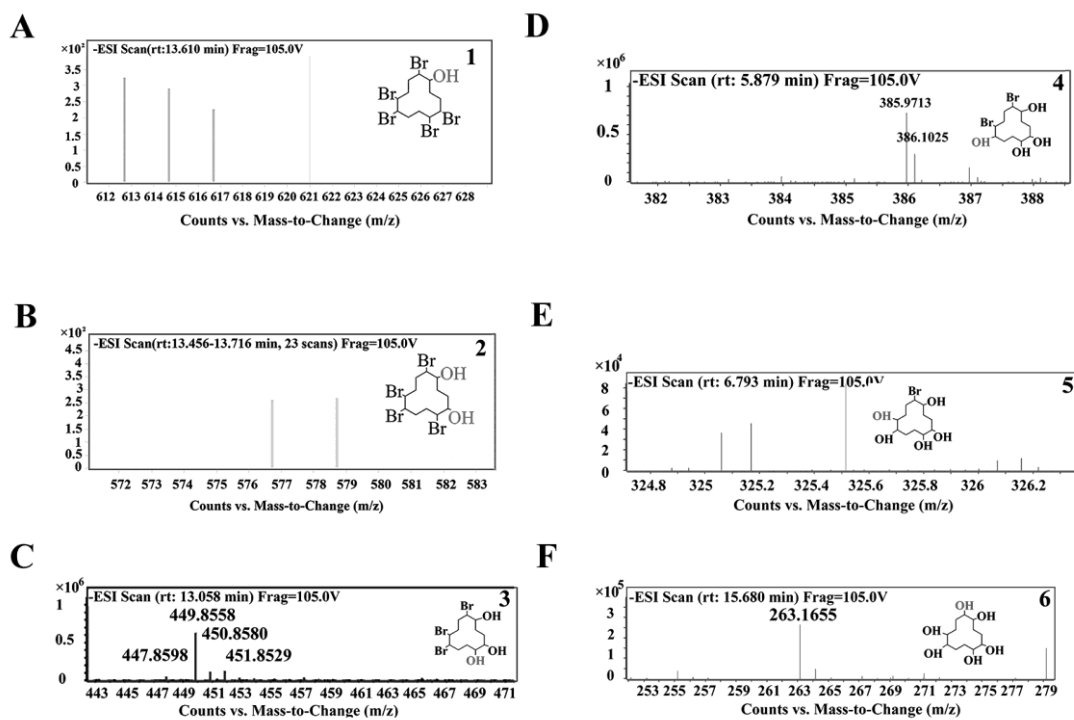 A
×10²
-ESI Scan(rt:13.610 min) Frag=105.0V
1
3.5
3
2.5
2
1.5
1
0.5
0
Br
OH
Br
Br
Br
Br
612 613 614 615 616 617 618 619 620 621 622 623 624 625 626 627 628
Counts vs. Mass-to-Change (m/z)
B
×10²
-ESI Scan(rt:13.456-13.716 min, 23 scans) Frag=105.0V
2
4.5
4
3.5
3
2.5
2
1.5
1
0.5
0
Br
OH
Br
Br
Br
OH
572 573 574 575 576 577 578 579 580 581 582 583
Counts vs. Mass-to-Change (m/z)
C
×10⁶
-ESI Scan (rt: 13.058 min) Frag=105.0V
3
1
0.5
0
449.8558
450.8580
447.8598
451.8529
Br
OH
Br
Br
OH
OH
443 445 447 449 451 453 455 457 459 461 463 465 467 469 471
Counts vs. Mass-to-Change (m/z)
D
×10⁶
-ESI Scan (rt: 5.879 min) Frag=105.0V
4
1
0.5
0
385.9713
386.1025
Br
OH
Br
OH
OH
OH
382 383 384 385 386 387 388
Counts vs. Mass-to-Change (m/z)
E
×10⁴
-ESI Scan (rt: 6.793 min) Frag=105.0V
5
8
6
4
2
0
Br
OH
OH
OH
OH
OH
324.8 325 325.2 325.4 325.6 325.8 326 326.2
Counts vs. Mass-to-Change (m/z)
F
×10⁵
-ESI Scan (rt: 15.680 min) Frag=105.0V
6
5
4
3
2
1
0
263.1655
OH
OH
OH
OH
OH
OH
253 255 257 259 261 263 265 267 269 271 273 275 277 279
Counts vs. Mass-to-Change (m/z)